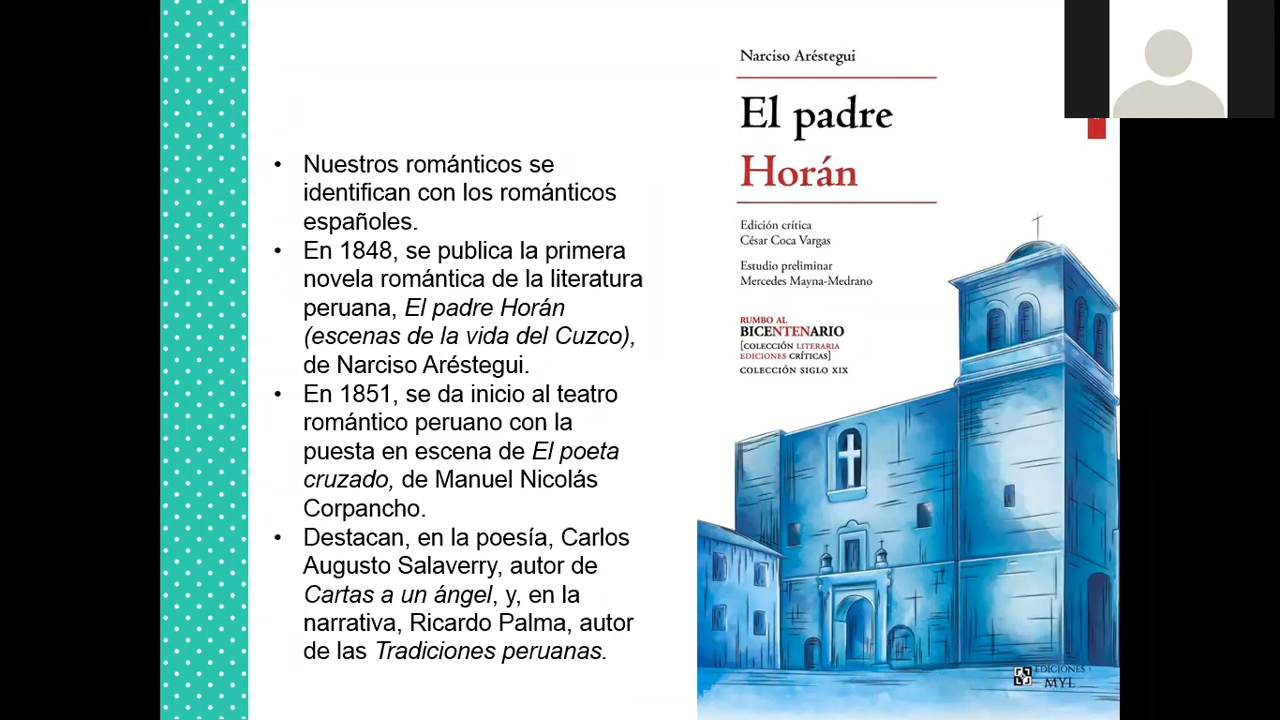 • Nuestros románticos se
identifican con los románticos
españoles.
• En 1848, se publica la primera
novela romántica de la literatura
peruana, El padre Horán
(escenas de la vida del Cuzco),
de Narciso Aréstegui.
• En 1851, se da inicio al teatro
romántico peruano con la
puesta en escena de El poeta
cruzado, de Manuel Nicolás
Corpancho.
• Destacan, en la poesía, Carlos
Augusto Salaverry, autor de
Cartas a un ángel, y, en la
narrativa, Ricardo Palma, autor
de las Tradiciones peruanas.
Narciso Aréstegui
El padre
Horán
Edición crítica
César Coca Vargas
Estudio preliminar
Mercedes Mayna-Medrano
RUMBO AL
BICENTENARIO
[COLECCIÓN LITERARIA
EDICIONES CRÍTICAS]
COLECCIÓN SIGLO XIX
EDICIONES
MYL